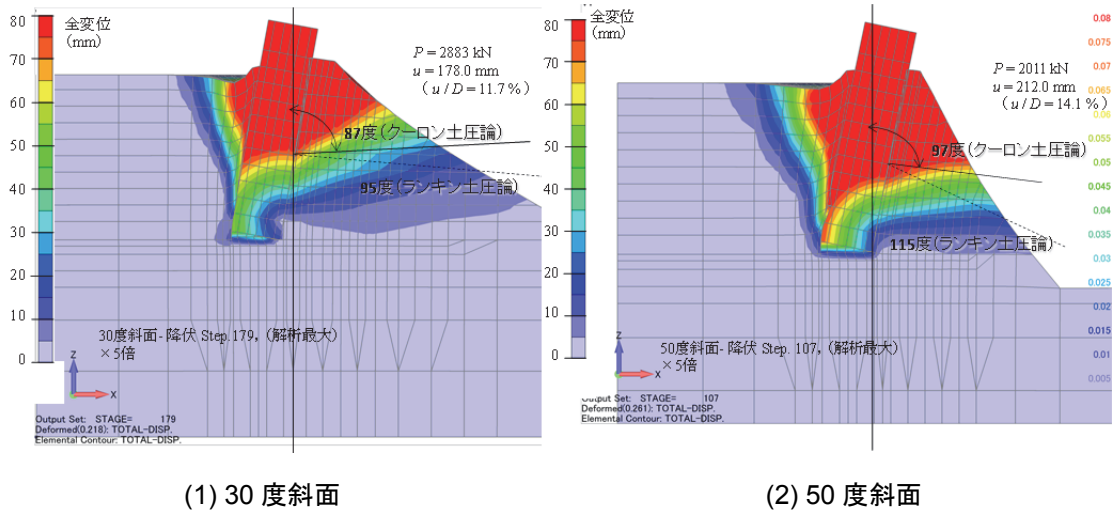 80
全変位
(mm)
70
60
50
40
30
20
10
0
P = 2883 kN
u = 178.0 mm
( u / D = 11.7 % )
87度(クーロン土圧論)
95度(ランキン土圧論)
30度斜面- 降伏 Step. 179, (解析最大)
×5倍
Z
X
Output Set: STAGE= 179
Deformed(0.218): TOTAL-DISP.
Elemental Contour: TOTAL-DISP.
(1) 30 度斜面
80
全変位
(mm)
70
60
50
40
30
20
10
0
0.08
0.075
0.07
0.065
0.06
0.055
0.05
0.045
0.04
0.035
0.03
0.025
0.02
0.015
0.01
0.005
P = 2011 kN
u = 212.0 mm
( u / D = 14.1 % )
97度(クーロン土圧論)
115度(ランキン土圧論)
50度斜面- 降伏 Step. 107, (解析最大)
×5倍
Z
X
Output Set: STAGE= 107
Deformed(0.261): TOTAL-DISP.
Elemental Contour: TOTAL-DISP.
(2) 50 度斜面